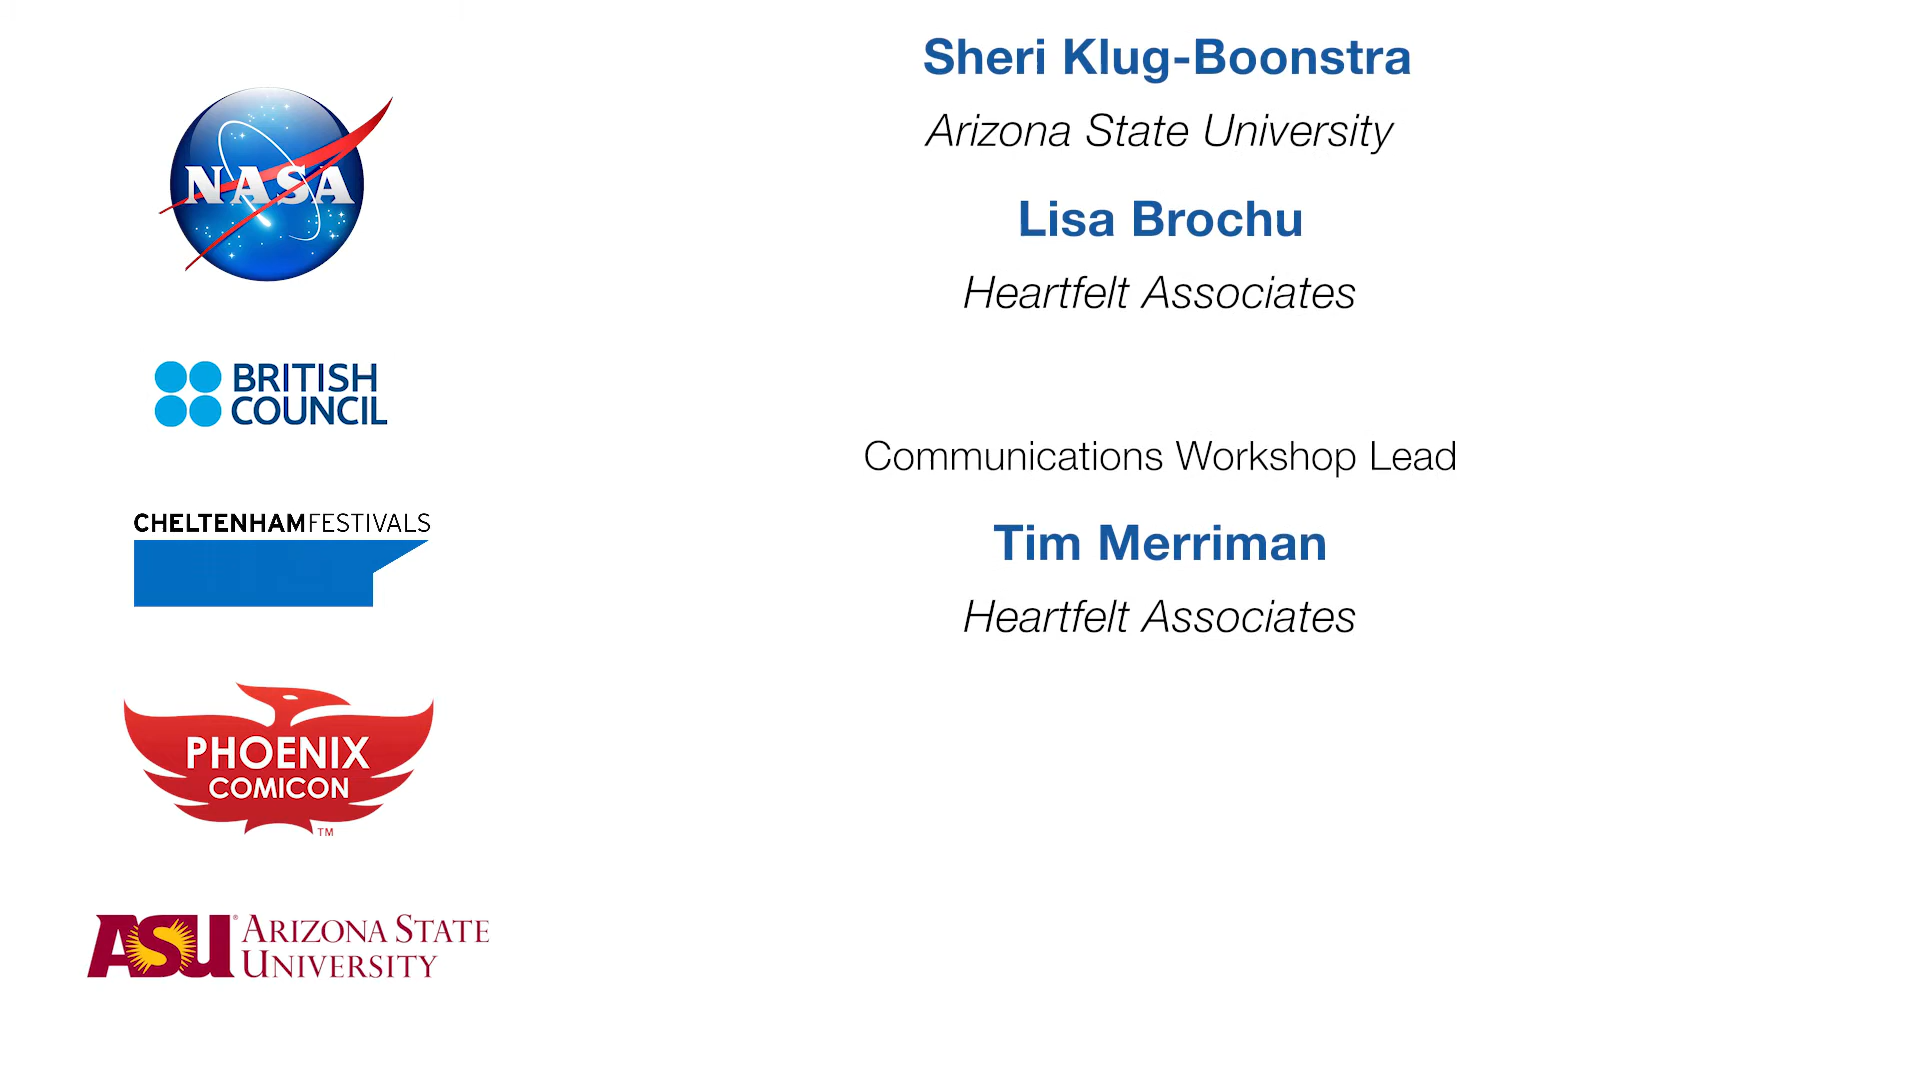 NASA
BRITISH
COUNCIL
CHELTENHAMFESTIVALS
PHOENIX
COMICON
TM
ASU® ARIZONA STATE
UNIVERSITY
Sheri Klug-Boonstra
Arizona State University
Lisa Brochu
Heartfelt Associates
Communications Workshop Lead
Tim Merriman
Heartfelt Associates